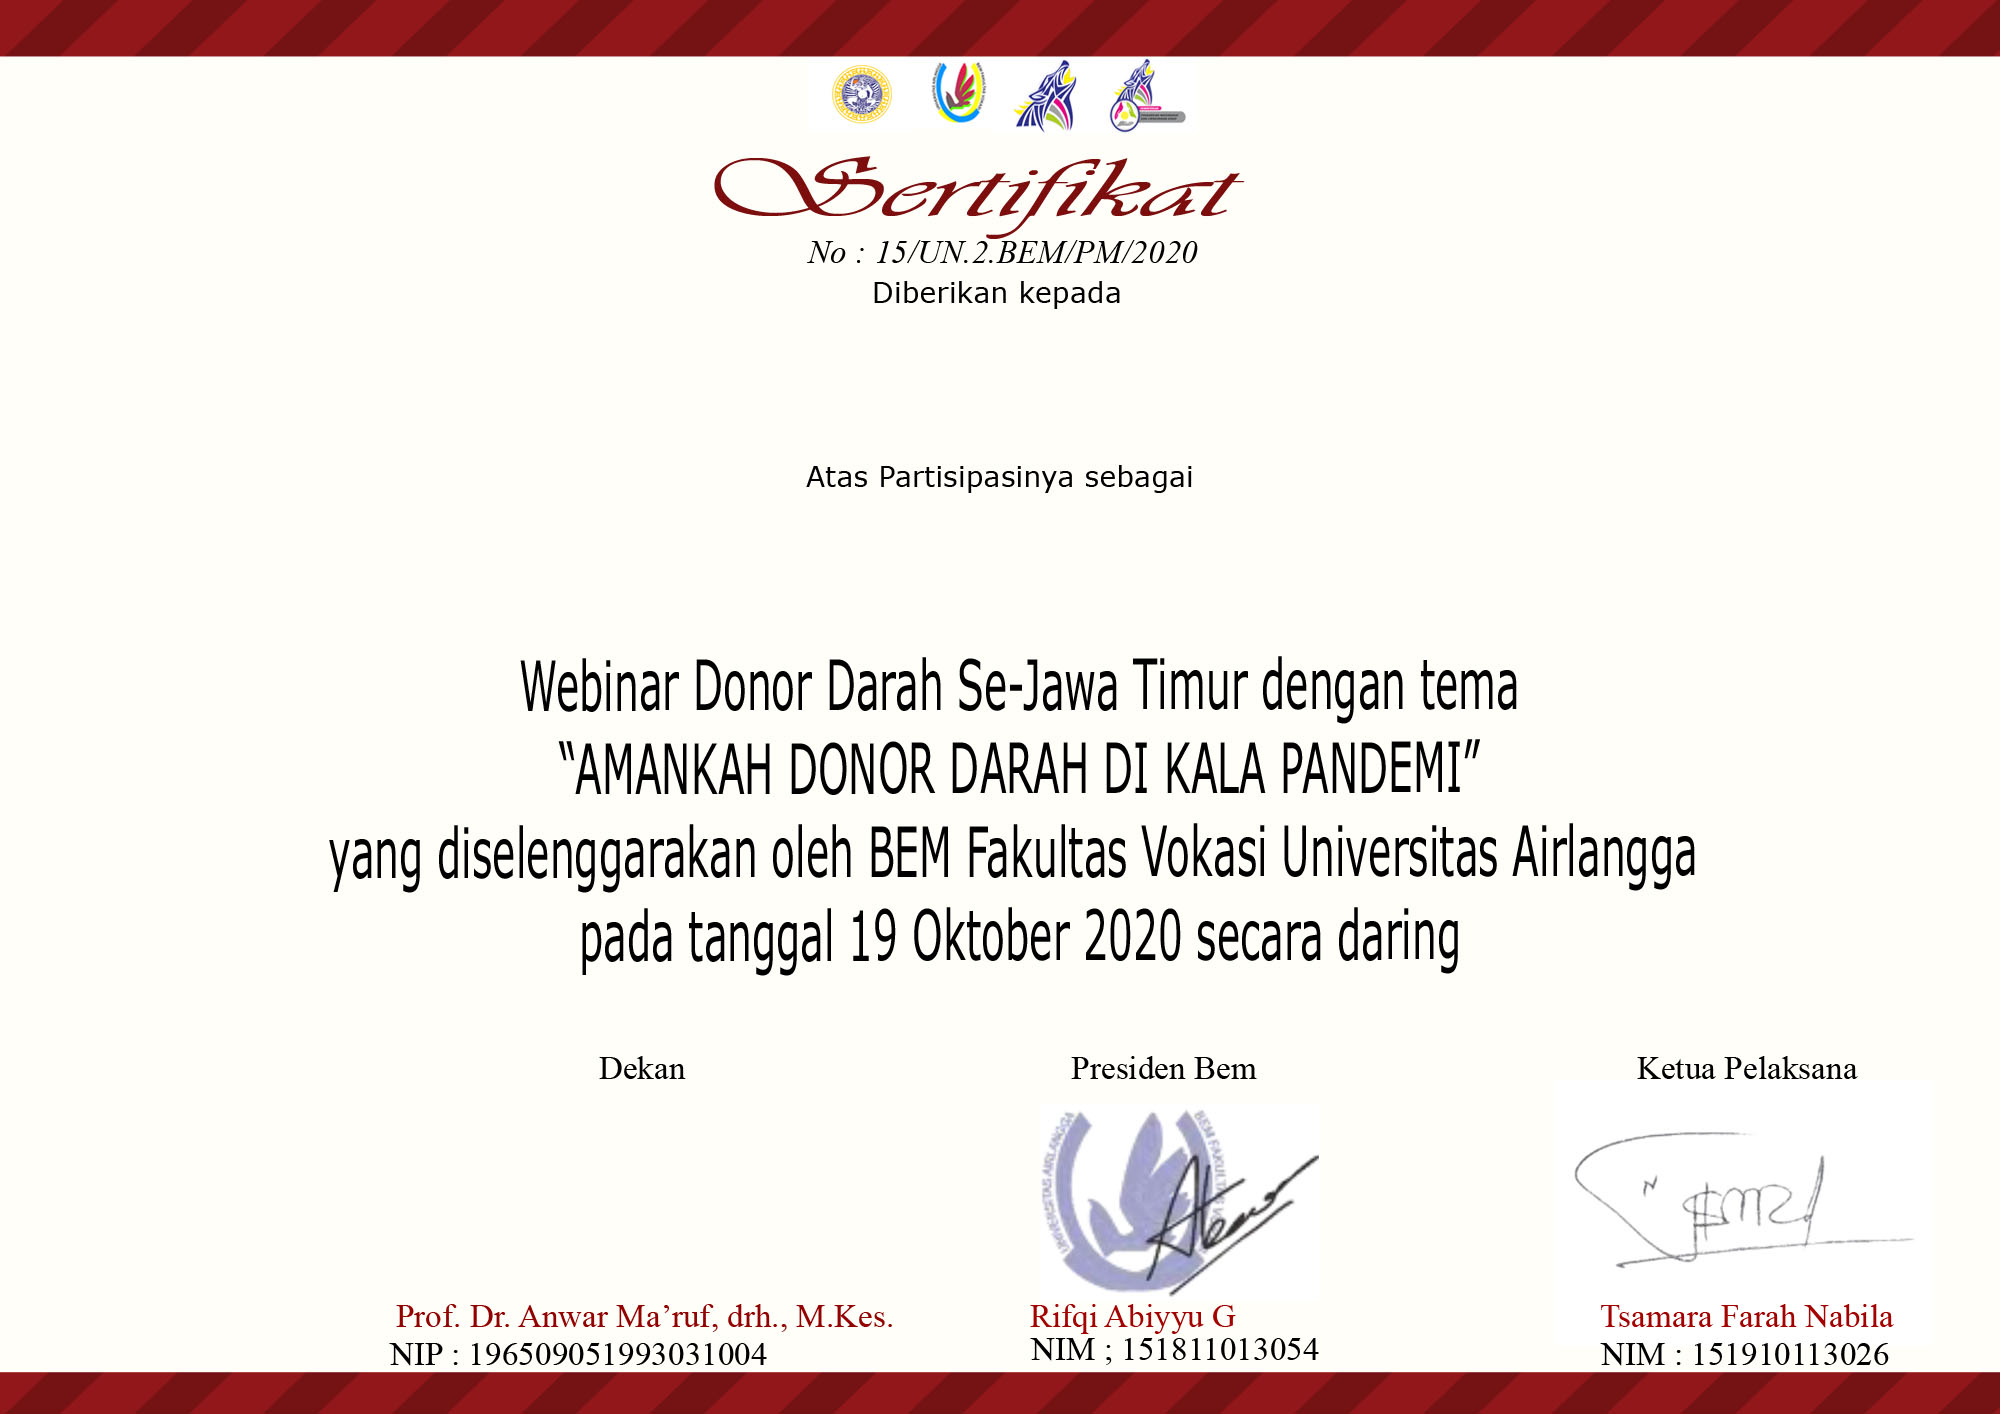 Sertifikat
No : 15/UN.2.BEM/PM/2020
Diberikan kepada
Atas Partisipasinya sebagai
Webinar Donor Darah Se-Jawa Timur dengan tema
“AMANKAH DONOR DARAH DI KALA PANDEMI”
yang diselenggarakan oleh BEM Fakultas Vokasi Universitas Airlangga
pada tanggal 19 Oktober 2020 secara daring
Dekan
Presiden Bem
Ketua Pelaksana
UNIVERSITAS AIRLANGGA
BEM FAKULTAS
Prof. Dr. Anwar Ma’ruf, drh., M.Kes.
NIP : 196509051993031004
Rifqi Abiyyu G
NIM ; 151811013054
Tsamara Farah Nabila
NIM : 151910113026